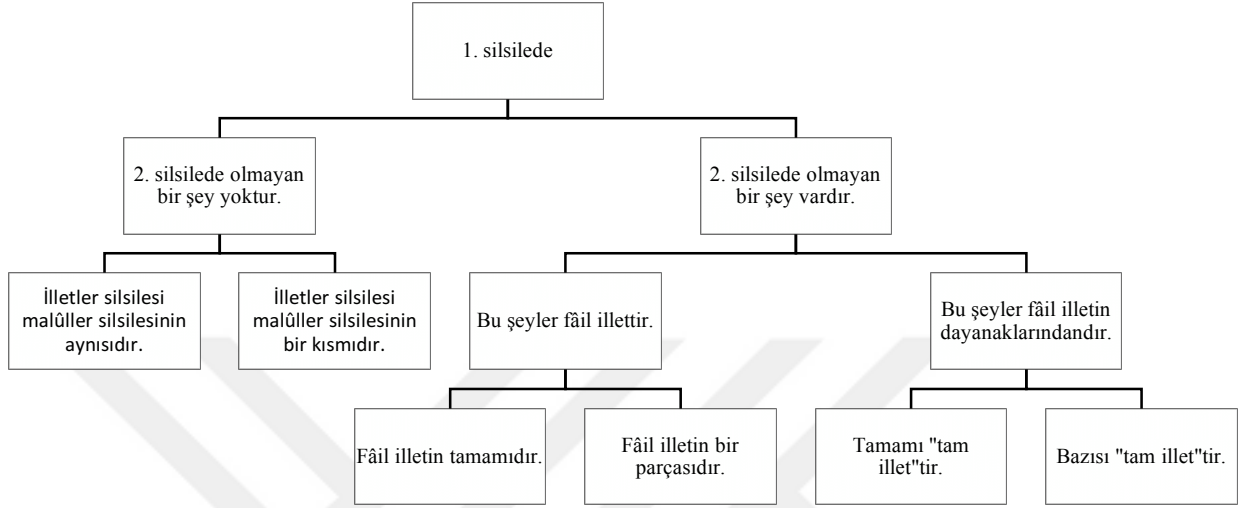 1. silsilede
2. silsilede olmayan
bir şey yoktur.
2. silsilede olmayan
bir şey vardır.
İlletler silsilesi
malûller silsilesinin
aynısıdır.
İlletler silsilesi
malûller silsilesinin
bir kısmıdır.
Bu şeyler fâil illettir.
Bu şeyler fâil illetin
dayanaklarındandır.
Fâil illetin tamamıdır.
Fâil illetin bir
parçasıdır.
Tamamı "tam
illet"tir.
Bazısı "tam illet"tir.